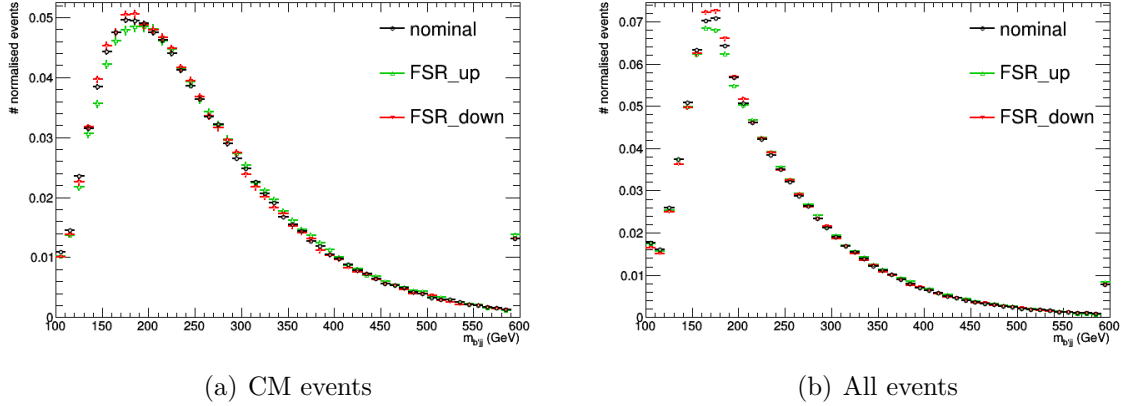 # normalised events
0.05
0.04
0.03
0.02
0.01
0
nominal
FSR_up
FSR_down
100 150 200 250 300 350 400 450 500 550 600
m_b'jj (GeV)
(a) CM events
# normalised events
0.07
0.06
0.05
0.04
0.03
0.02
0.01
0
nominal
FSR_up
FSR_down
100 150 200 250 300 350 400 450 500 550 600
m_b'jj (GeV)
(b) All events